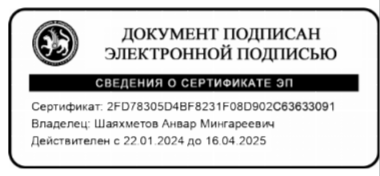 ДОКУМЕНТ ПОДПИСАН
ЭЛЕКТРОННОЙ ПОДПИСЬЮ
СВЕДЕНИЯ О СЕРТИФИКАТЕ ЭП
Сертификат: 2FD78305D4BF8231F08D902C63633091
Владелец: Шаяхметов Анвар Мингареевич
Действителен с 22.01.2024 до 16.04.2025